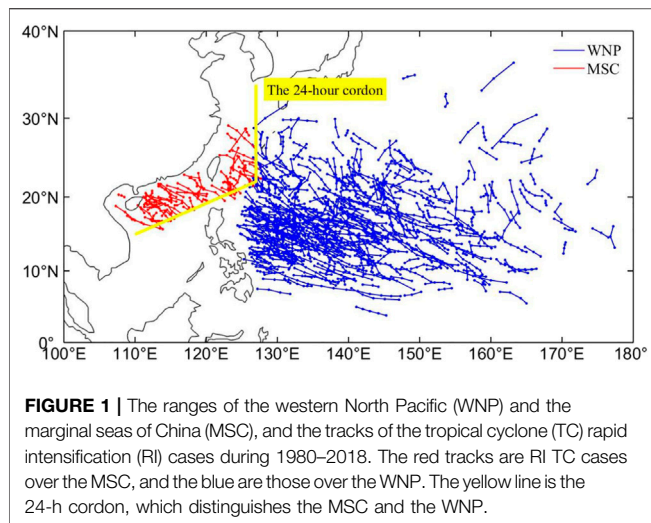 40°N
30°N
20°N
10°N
0°
100°E
110°E
120°E
130°E
140°E
150°E
160°E
170°E
180°
WNP
MSC
The 24-hour cordon
FIGURE 1 | The ranges of the western North Pacific (WNP) and the
marginal seas of China (MSC), and the tracks of the tropical cyclone (TC) rapid
intensification (RI) cases during 1980–2018. The red tracks are RI TC cases
over the MSC, and the blue are those over the WNP. The yellow line is the
24-h cordon, which distinguishes the MSC and the WNP.